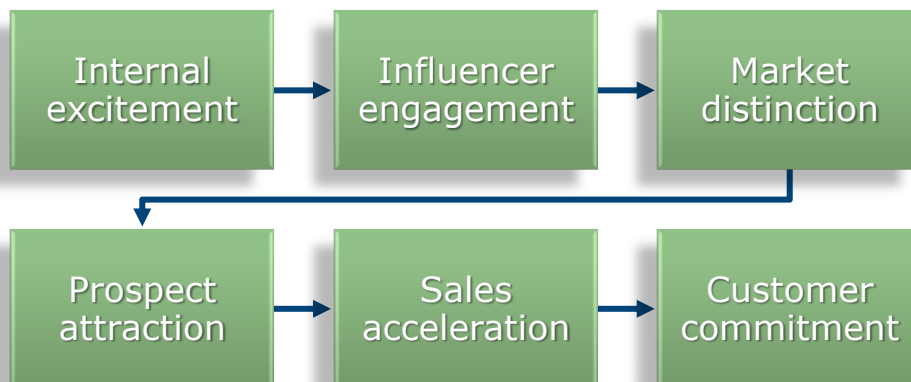 Internal
excitement
Influencer
engagement
Market
distinction
Prospect
attraction
Sales
acceleration
Customer
commitment